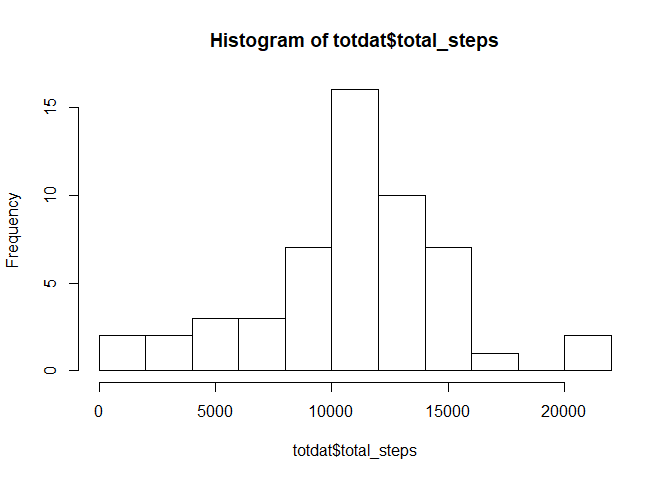 Histogram of totdat$total_steps
Frequency
15
10
5
0
0 5000 10000 15000 20000
totdat$total_steps